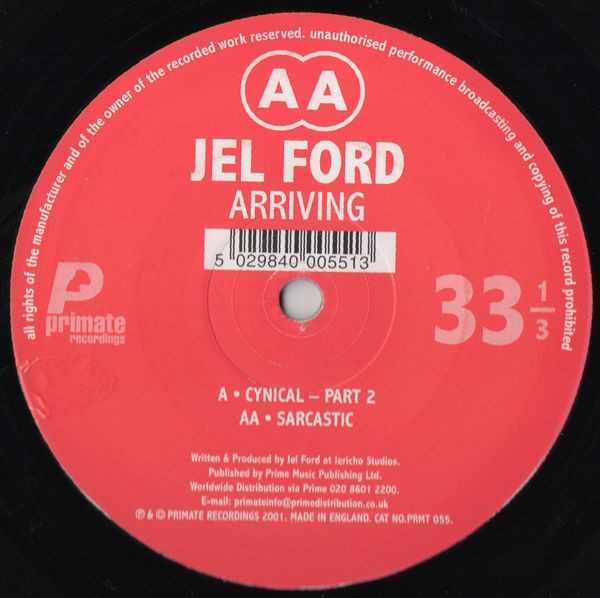 all rights of the manufacturer and of the owner of the recorded work reserved. unauthorised performance broadcasting and copying of this record prohibited
AA
JEL FORD
ARRIVING
5 029840 005513
P
primate
recordings
33 1/3
A • CYNICAL – PART 2
AA • SARCASTIC
Written & Produced by Jel Ford at Jericho Studios.
Published by Prime Music Publishing Ltd.
Worldwide Distribution via Prime 020 8601 2200.
E-mail: primateinfo@primedistribution.co.uk
℗ & © PRIMATE RECORDINGS 2001. MADE IN ENGLAND. CAT NO.PRMT 055.